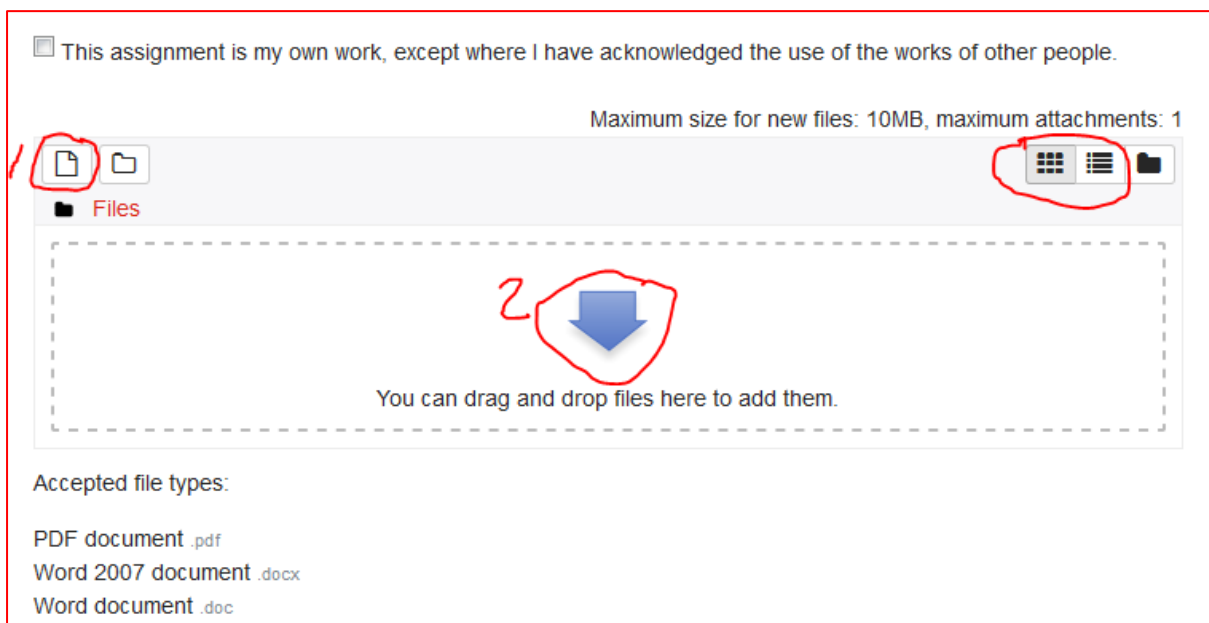 This assignment is my own work, except where I have acknowledged the use of the works of other people.
Maximum size for new files: 10MB, maximum attachments: 1
1
Files
2
You can drag and drop files here to add them.
Accepted file types:
PDF document .pdf
Word 2007 document .docx
Word document .doc